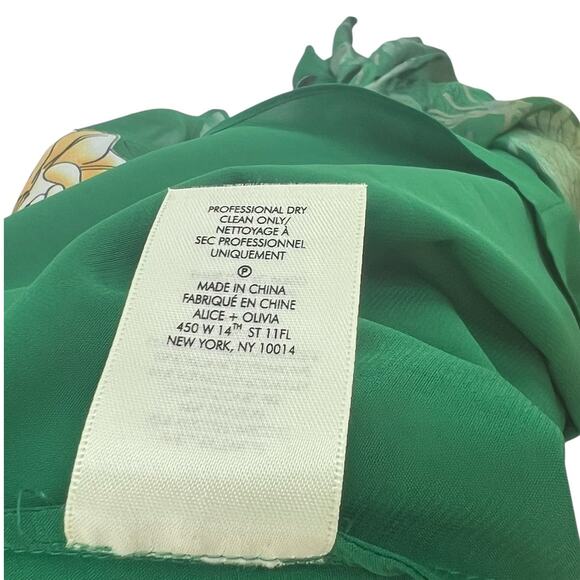 PROFESSIONAL DRY
CLEAN ONLY/
NETTOYAGE À
SEC PROFESSIONNEL
UNIQUEMENT
Ⓟ
MADE IN CHINA
FABRIQUÉ EN CHINE
ALICE + OLIVIA
450 W 14TH ST 11FL
NEW YORK, NY 10014